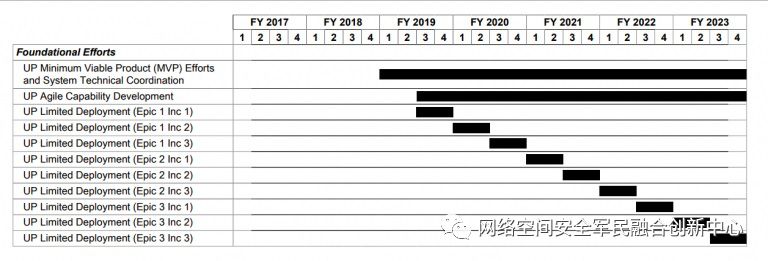 FY 2017 FY 2018 FY 2019 FY 2020 FY 2021 FY 2022 FY 2023
1 2 3 4 1 2 3 4 1 2 3 4 1 2 3 4 1 2 3 4 1 2 3 4 1 2 3 4
Foundational Efforts
UP Minimum Viable Product (MVP) Efforts
and System Technical Coordination
UP Agile Capability Development
UP Limited Deployment (Epic 1 Inc 1)
UP Limited Deployment (Epic 1 Inc 2)
UP Limited Deployment (Epic 1 Inc 3)
UP Limited Deployment (Epic 2 Inc 1)
UP Limited Deployment (Epic 2 Inc 2)
UP Limited Deployment (Epic 2 Inc 3)
UP Limited Deployment (Epic 3 Inc 1)
UP Limited Deployment (Epic 3 Inc 2)
UP Limited Deployment (Epic 3 Inc 3)
网络空间安全军民融合创新中心